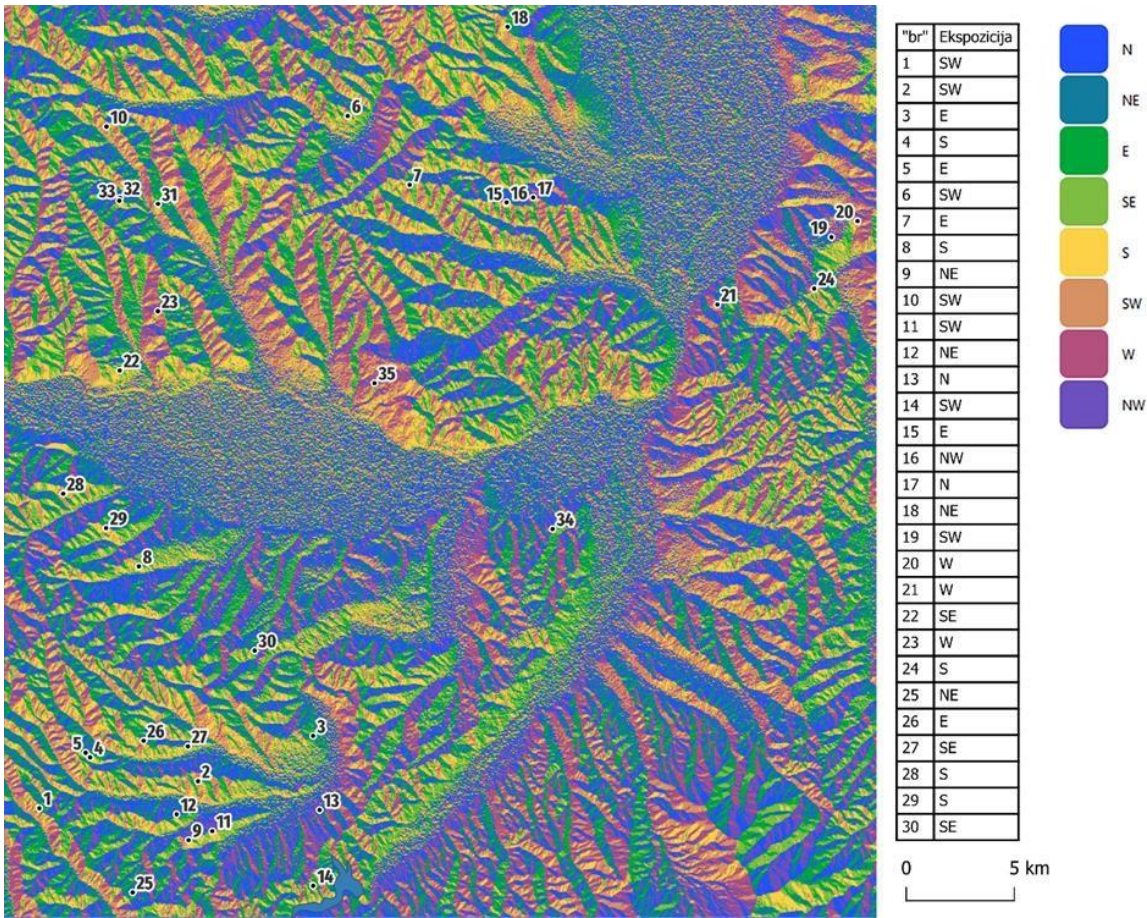 18
6
10
7
33 32 31
15 16 17
20
19
24
21
23
22
35
28
29
34
8
30
3
26
5 4 27
2
1
12
13
9 11
25
14
"br" Ekspozicija
1 SW
2 SW
3 E
4 S
5 E
6 SW
7 E
8 S
9 NE
10 SW
11 SW
12 NE
13 N
14 SW
15 E
16 NW
17 N
18 NE
19 SW
20 W
21 W
22 SE
23 W
24 S
25 NE
26 E
27 SE
28 S
29 S
30 SE
N
NE
E
SE
S
SW
W
NW
0 5 km